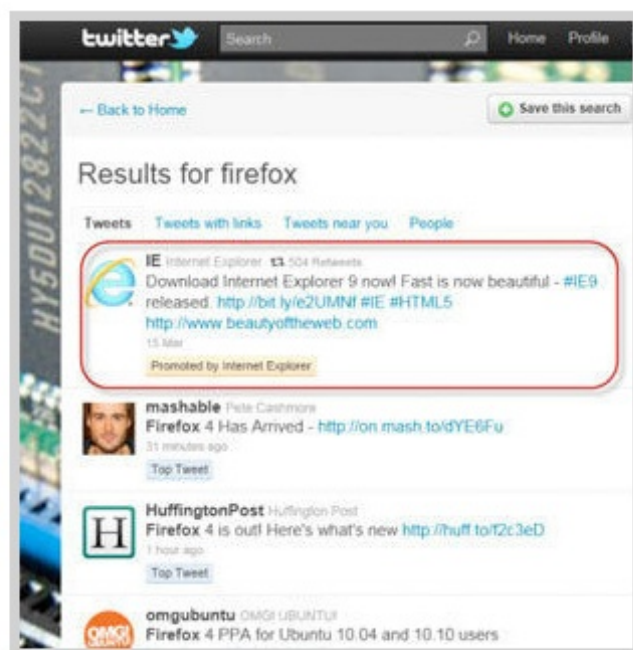 twitter Search Home Profile
← Back to Home Save this search
Results for firefox
Tweets Tweets with links Tweets near you People
IE Internet Explorer 504 Retweets
Download Internet Explorer 9 now! Fast is now beautiful - #IE9
released. http://bit.ly/e2UMNf #IE #HTML5
http://www.beautyoftheweb.com
15 Mar
Promoted by Internet Explorer
mashable Pete Cashmore
Firefox 4 Has Arrived - http://on.mash.to/dYE6Fu
31 minutes ago
Top Tweet
HuffingtonPost Huffington Post
H
Firefox 4 is out! Here's what's new http://huff.to/f2c3eD
1 hour ago
Top Tweet
omgubuntu OMG! UBUNTU!
OMG!
UBUNTU
Firefox 4 PPA for Ubuntu 10.04 and 10.10 users